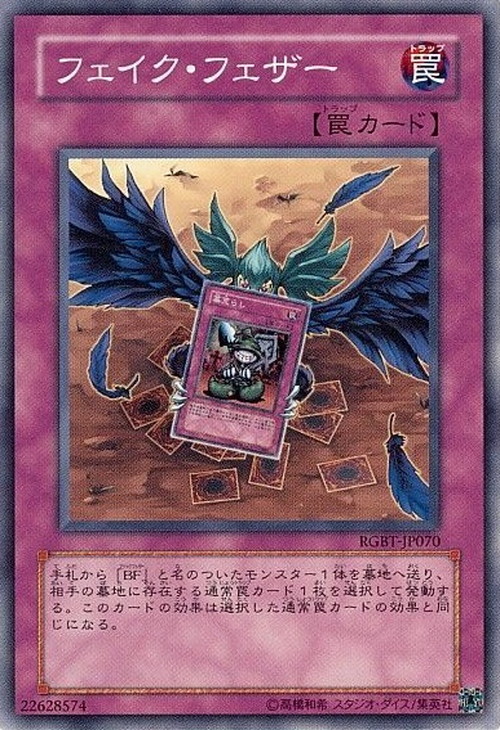 フェイク・フェザー
トラップ
罠
トラップ
【罠カード】
墓荒らし
罠
RGBT-JP070
手札から「BF」と名のついたモンスター1体を墓地へ送り、
相手の墓地に存在する通常罠カード1枚を選択して発動す
る。このカードの効果は選択した通常罠カードの効果と同
じになる。
22628574
©高橋和希 スタジオ・ダイス/集英社